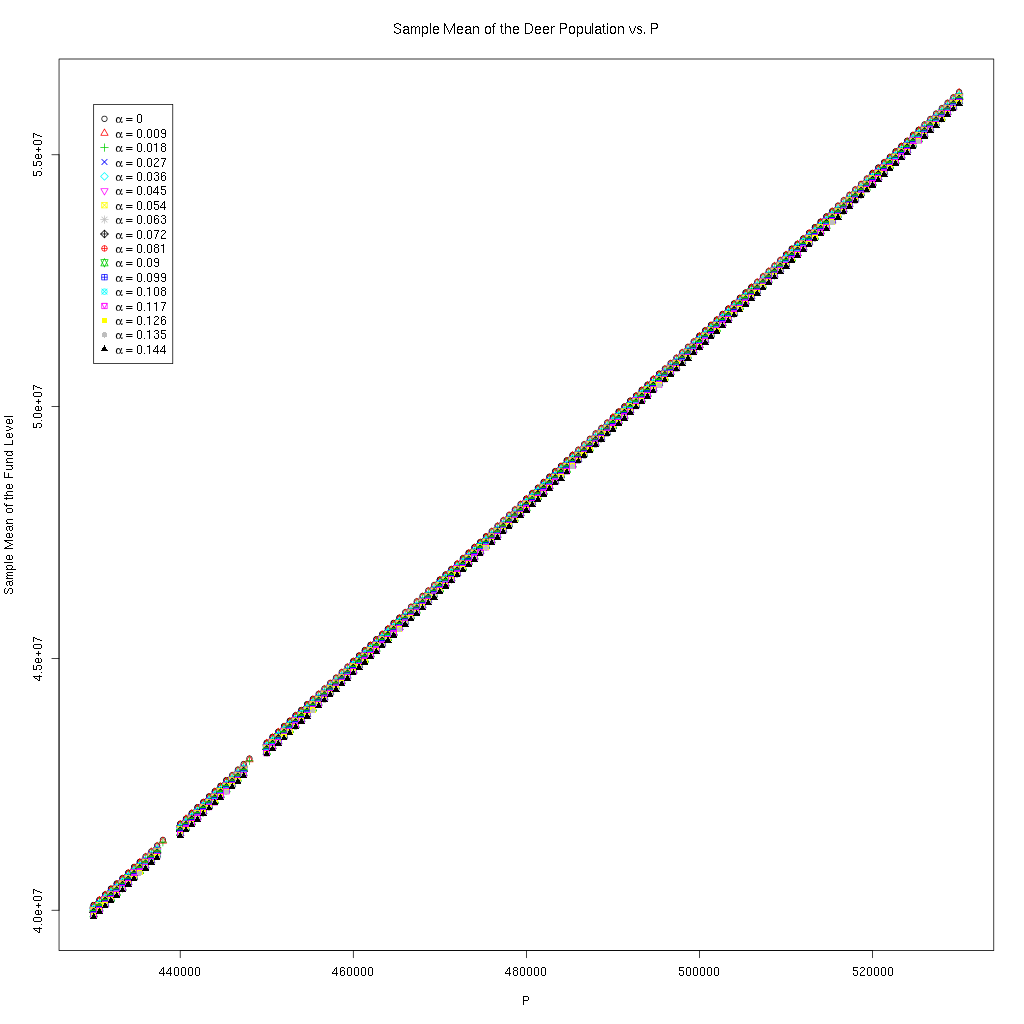 Sample Mean of the Deer Population vs. P
α = 0
α = 0.009
α = 0.018
α = 0.027
α = 0.036
α = 0.045
α = 0.054
α = 0.063
α = 0.072
α = 0.081
α = 0.09
α = 0.099
α = 0.108
α = 0.117
α = 0.126
α = 0.135
α = 0.144
Sample Mean of the Fund Level
5.5e+07
5.0e+07
4.5e+07
4.0e+07
440000 460000 480000 500000 520000
P